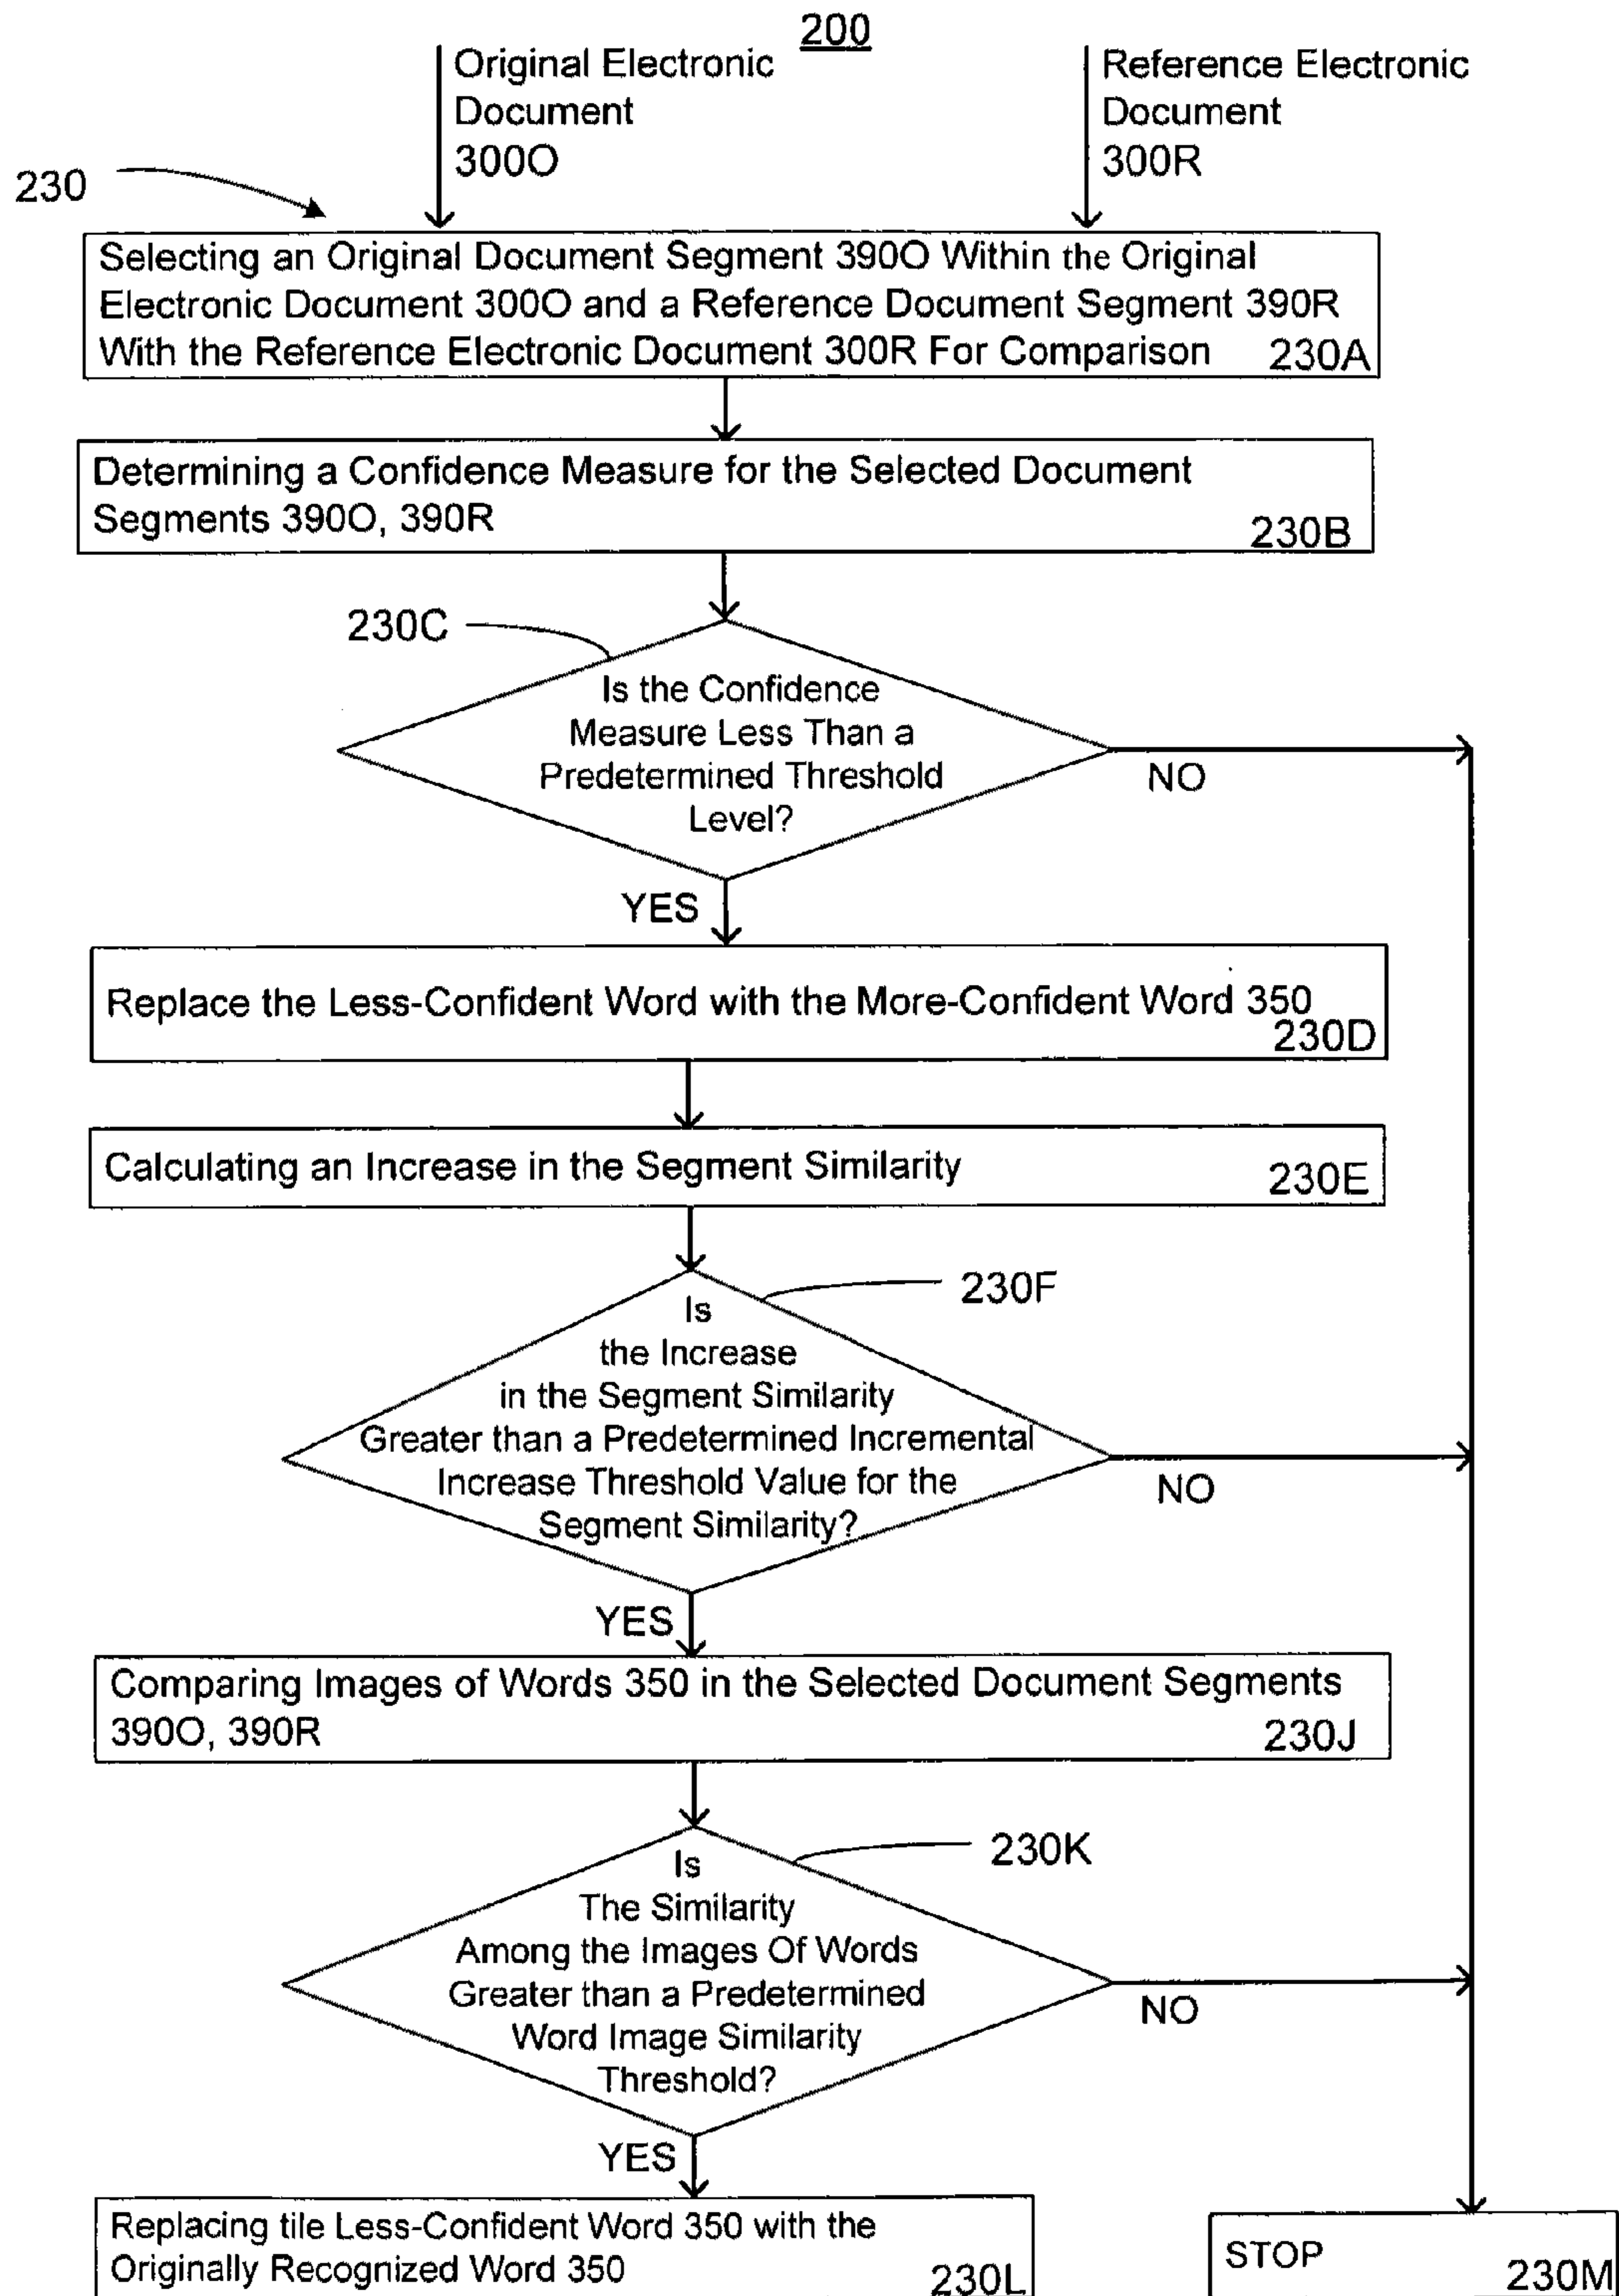 200
Original Electronic
Document
300O
Reference Electronic
Document
300R
230
Selecting an Original Document Segment 390O Within the Original
Electronic Document 300O and a Reference Document Segment 390R
With the Reference Electronic Document 300R For Comparison 230A
Determining a Confidence Measure for the Selected Document
Segments 390O, 390R 230B
230C
Is the Confidence
Measure Less Than a
Predetermined Threshold
Level?
NO
YES
Replace the Less-Confident Word with the More-Confident Word 350
230D
Calculating an Increase in the Segment Similarity 230E
230F
Is
the Increase
in the Segment Similarity
Greater than a Predetermined Incremental
Increase Threshold Value for the
Segment Similarity?
NO
YES
Comparing Images of Words 350 in the Selected Document Segments
390O, 390R 230J
230K
Is
The Similarity
Among the Images Of Words
Greater than a Predetermined
Word Image Similarity
Threshold?
NO
YES
Replacing tile Less-Confident Word 350 with the
Originally Recognized Word 350 230L
STOP 230M